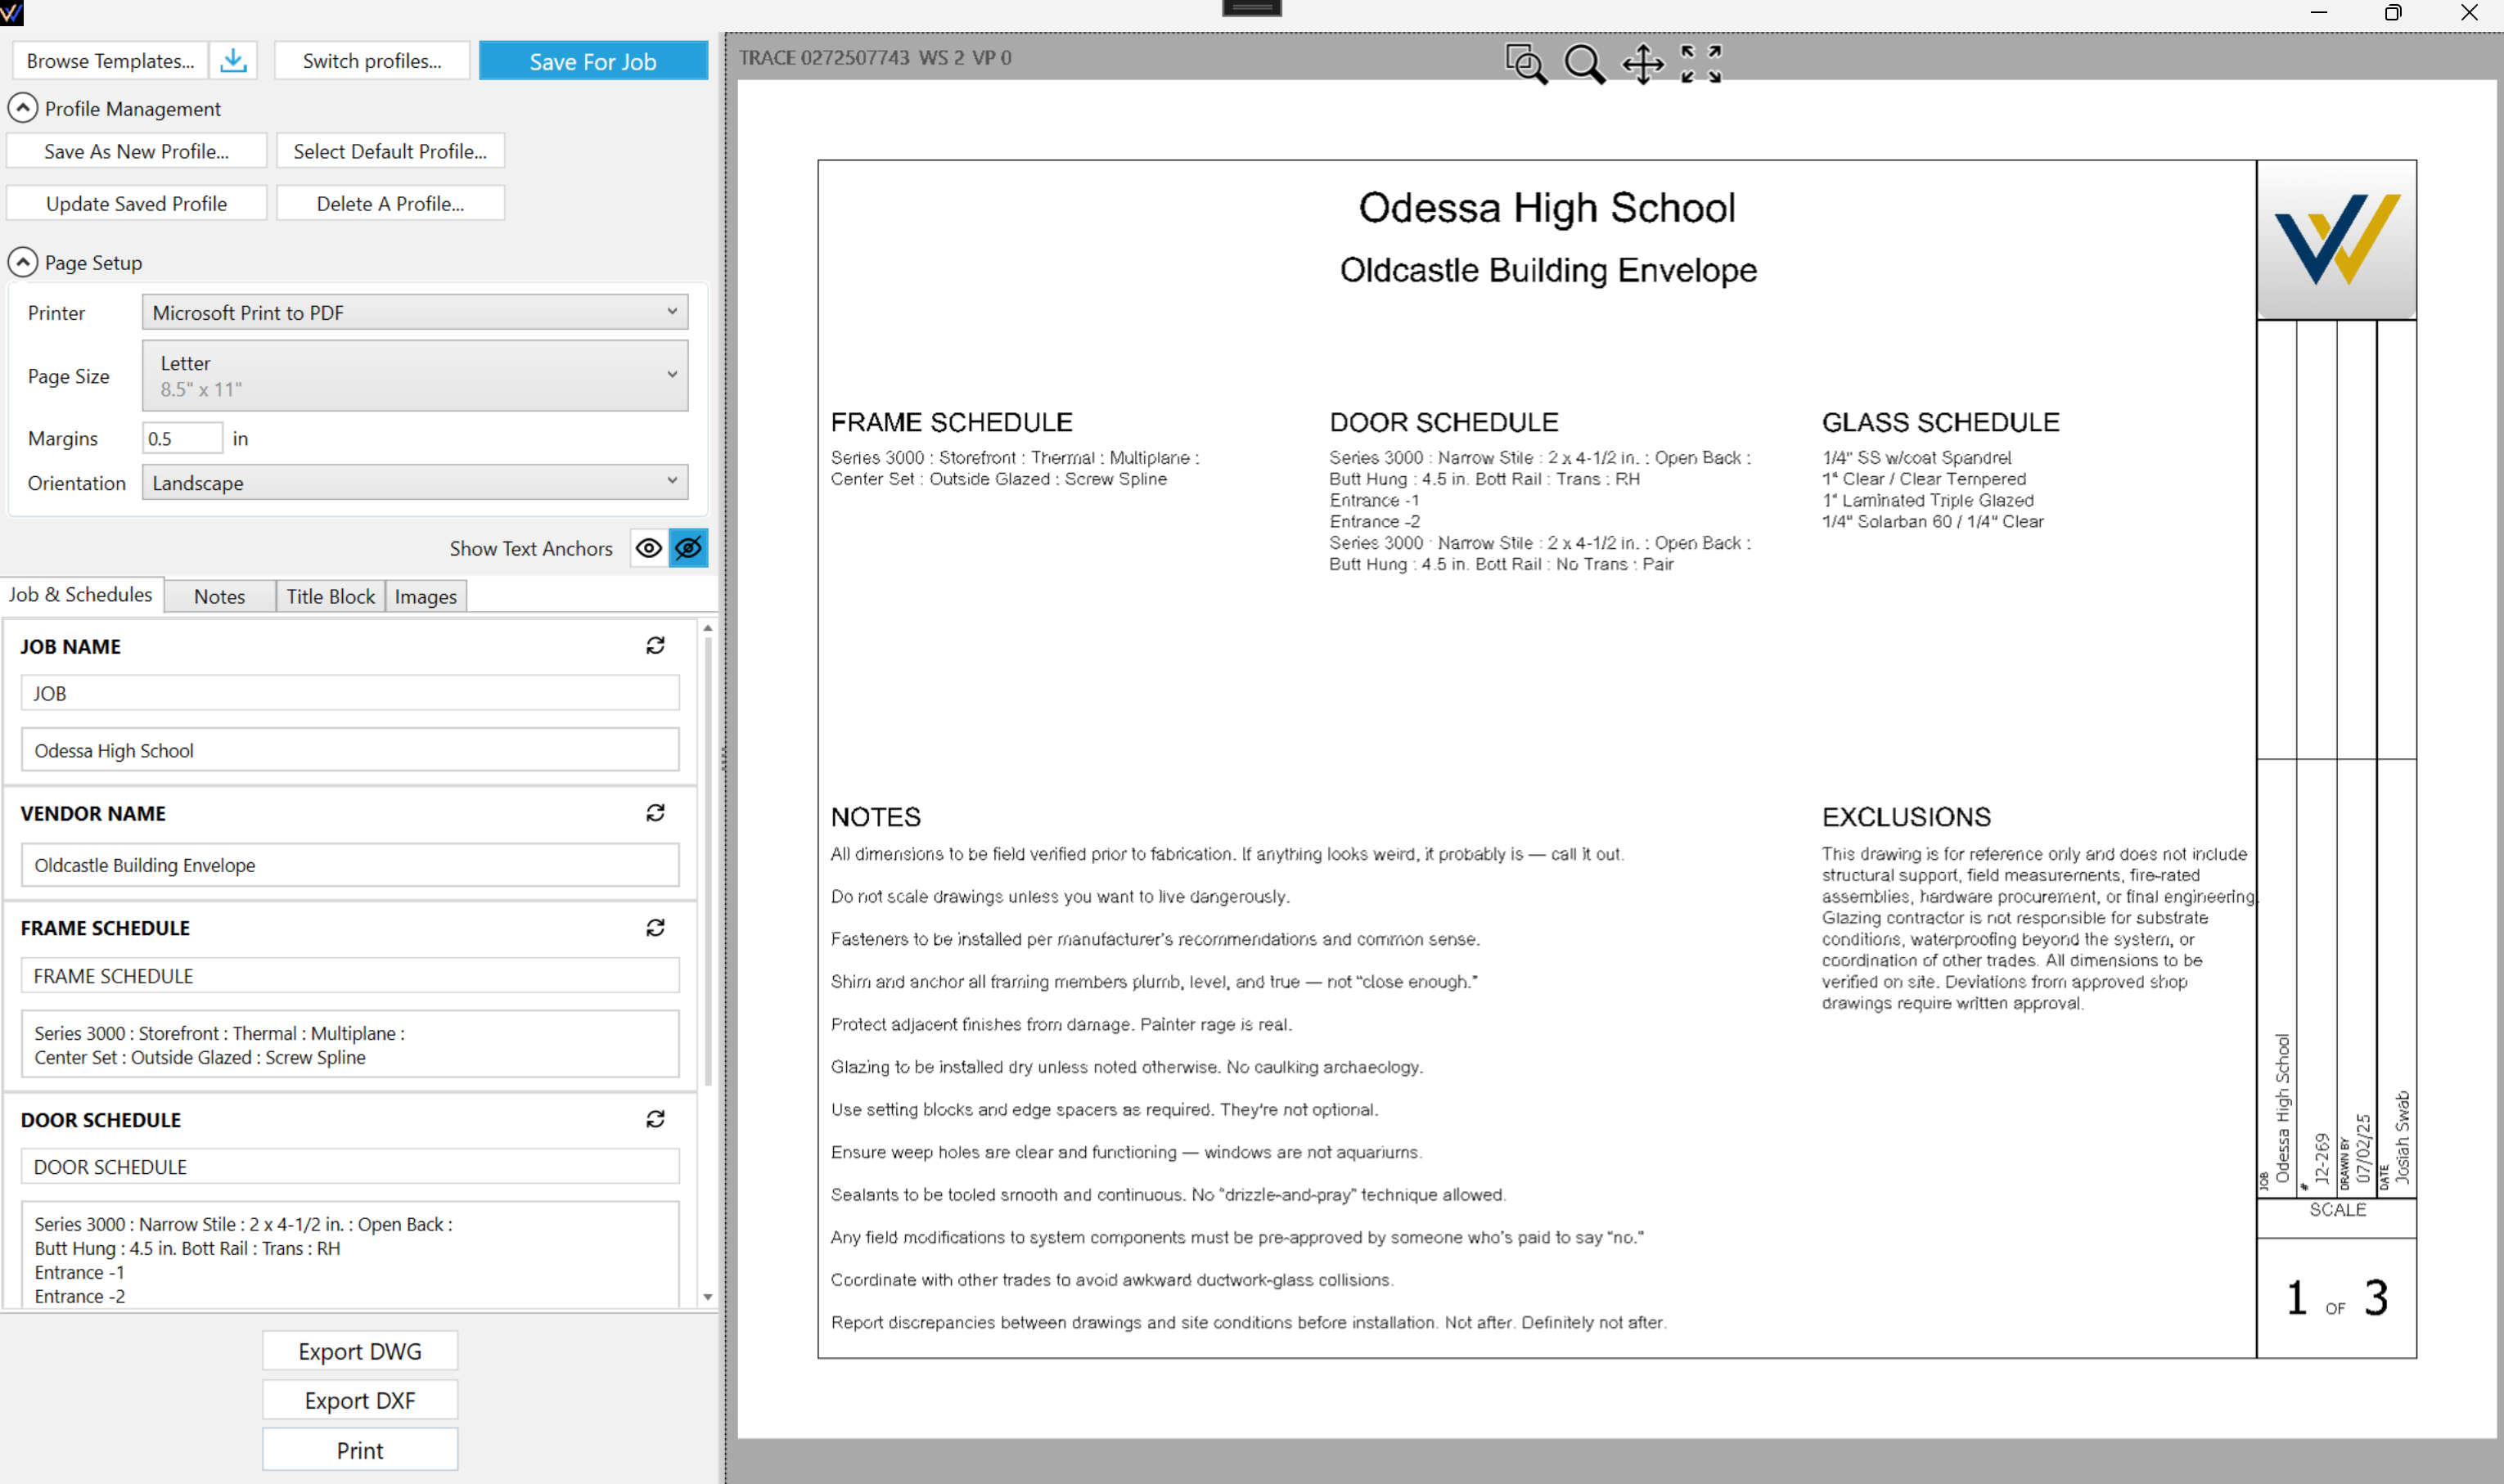 Browse Templates...
Switch profiles...
Save For Job
Profile Management
Save As New Profile...
Select Default Profile...
Update Saved Profile
Delete A Profile...
Page Setup
Printer
Microsoft Print to PDF
Page Size
Letter
8.5" x 11"
Margins
0.5
in
Orientation
Landscape
Show Text Anchors
Job & Schedules
Notes
Title Block
Images
JOB NAME
JOB
Odessa High School
VENDOR NAME
Oldcastle Building Envelope
FRAME SCHEDULE
FRAME SCHEDULE
Series 3000 : Storefront : Thermal : Multiplane :
Center Set : Outside Glazed : Screw Spline
DOOR SCHEDULE
DOOR SCHEDULE
Series 3000 : Narrow Stile : 2 x 4-1/2 in. : Open Back :
Butt Hung : 4.5 in. Bott Rail : Trans : RH
Entrance -1
Entrance -2
Export DWG
Export DXF
Print
TRACE 0272507743 WS 2 VP 0
Odessa High School
Oldcastle Building Envelope
FRAME SCHEDULE
Series 3000 : Storefront : Thermal : Multiplane :
Center Set : Outside Glazed : Screw Spline
DOOR SCHEDULE
Series 3000 : Narrow Stile : 2 x 4-1/2 in. : Open Back :
Butt Hung : 4.5 in. Bott Rail : Trans : RH
Entrance -1
Entrance -2
Series 3000 : Narrow Stile : 2 x 4-1/2 in. : Open Back :
Butt Hung : 4.5 in. Bott Rail : No Trans : Pair
GLASS SCHEDULE
1/4" SS w/coat Spandrel
1" Clear / Clear Tempered
1" Laminated Triple Glazed
1/4" Solarban 60 / 1/4" Clear
NOTES
All dimensions to be field verified prior to fabrication. If anything looks weird, it probably is — call it out.
Do not scale drawings unless you want to live dangerously.
Fasteners to be installed per manufacturer's recommendations and common sense.
Shim and anchor all framing members plumb, level, and true — not "close enough."
Protect adjacent finishes from damage. Painter rage is real.
Glazing to be installed dry unless noted otherwise. No caulking archaeology.
Use setting blocks and edge spacers as required. They're not optional.
Ensure weep holes are clear and functioning — windows are not aquariums.
Sealants to be tooled smooth and continuous. No "drizzle-and-pray" technique allowed.
Any field modifications to system components must be pre-approved by someone who's paid to say "no."
Coordinate with other trades to avoid awkward ductwork-glass collisions.
Report discrepancies between drawings and site conditions before installation. Not after. Definitely not after.
EXCLUSIONS
This drawing is for reference only and does not include
structural support, field measurements, fire-rated
assemblies, hardware procurement, or final engineering.
Glazing contractor is not responsible for substrate
conditions, waterproofing beyond the system, or
coordination of other trades. All dimensions to be
verified on site. Deviations from approved shop
drawings require written approval.
JOB
Odessa High School
#
J2-269
DRAWN BY
07/02/25
DATE
Josiah Swab
SCALE
1 OF 3